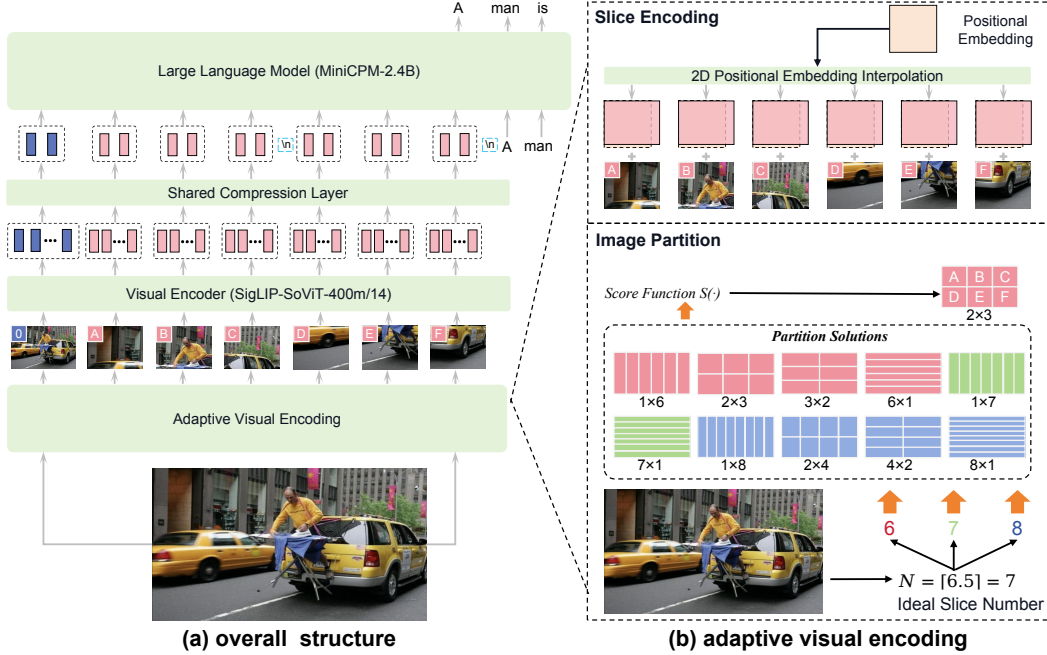 A man is
Large Language Model (MiniCPM-2.4B)
\n \n A man
Shared Compression Layer
Visual Encoder (SigLIP-SoViT-400m/14)
0 A B C D E F
Adaptive Visual Encoding
(a) overall structure
Slice Encoding
Positional
Embedding
2D Positional Embedding Interpolation
A B C D E F
Image Partition
Score Function S(·)
A B C
D E F
2×3
Partition Solutions
1×6 2×3 3×2 6×1 1×7
7×1 1×8 2×4 4×2 8×1
6 7 8
N = ⌈6.5⌉ = 7
Ideal Slice Number
(b) adaptive visual encoding